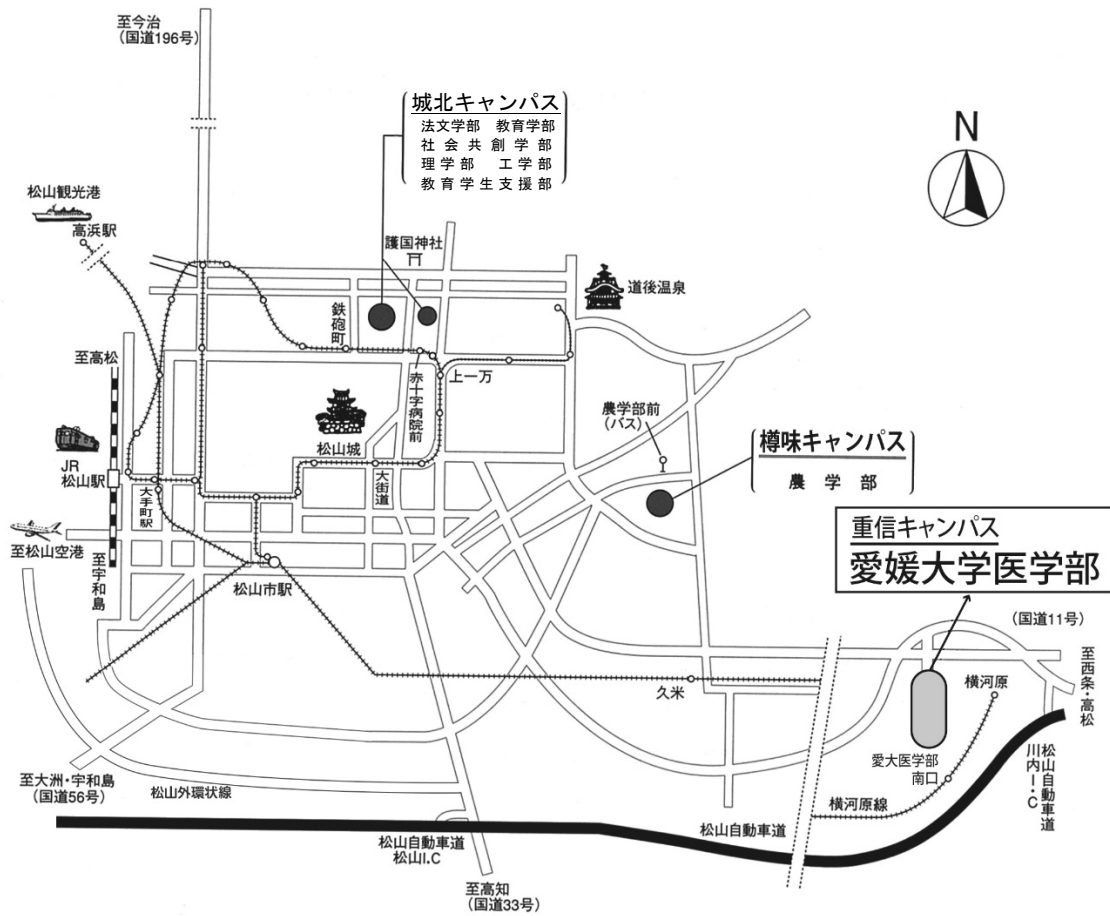 至今治
(国道196号)
城北キャンパス
法文学部 教育学部
社会共創学部
理学部 工学部
教育学生支援部
N
松山観光港
高浜駅
護国神社
道後温泉
鉄砲町
至高松
赤十字病院前
上一万
農学部前
(バス)
樽味キャンパス
農学部
松山城
JR
松山駅
大手町駅
大街道
至松山空港
至宇和島
松山市駅
重信キャンパス
愛媛大学医学部
(国道11号)
至西条・高松
久米
横河原
愛大医学部
南口
松山自動車道
川内I・C
至大洲・宇和島
(国道56号)
松山外環状線
横河原線
松山自動車道
松山自動車道
松山I.C
至高知
(国道33号)